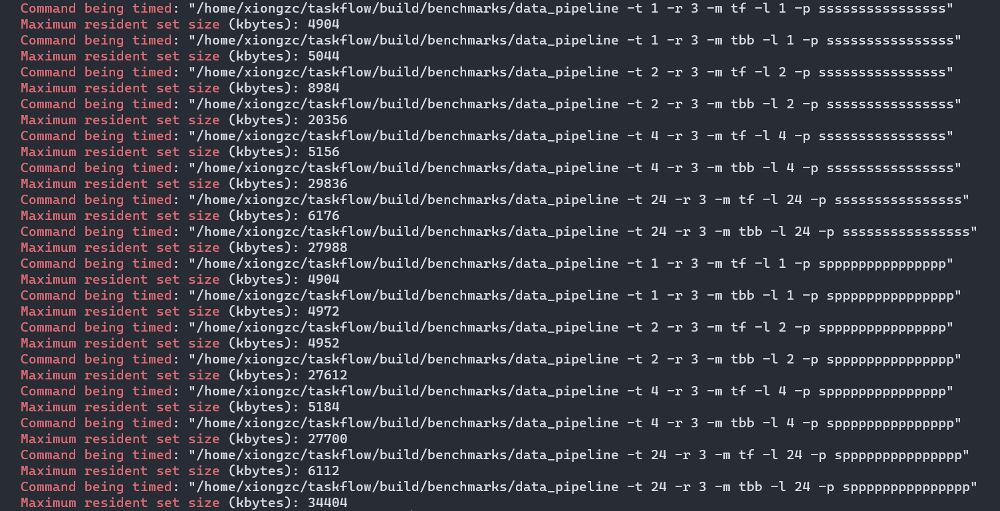 Command being timed: "/home/xiongzc/taskflow/build/benchmarks/data_pipeline -t 1 -r 3 -m tf -l 1 -p ssssssssssssssss"
Maximum resident set size (kbytes): 4904
Command being timed: "/home/xiongzc/taskflow/build/benchmarks/data_pipeline -t 1 -r 3 -m tbb -l 1 -p ssssssssssssssss"
Maximum resident set size (kbytes): 5044
Command being timed: "/home/xiongzc/taskflow/build/benchmarks/data_pipeline -t 2 -r 3 -m tf -l 2 -p ssssssssssssssss"
Maximum resident set size (kbytes): 8984
Command being timed: "/home/xiongzc/taskflow/build/benchmarks/data_pipeline -t 2 -r 3 -m tbb -l 2 -p ssssssssssssssss"
Maximum resident set size (kbytes): 20356
Command being timed: "/home/xiongzc/taskflow/build/benchmarks/data_pipeline -t 4 -r 3 -m tf -l 4 -p ssssssssssssssss"
Maximum resident set size (kbytes): 5156
Command being timed: "/home/xiongzc/taskflow/build/benchmarks/data_pipeline -t 4 -r 3 -m tbb -l 4 -p ssssssssssssssss"
Maximum resident set size (kbytes): 29836
Command being timed: "/home/xiongzc/taskflow/build/benchmarks/data_pipeline -t 24 -r 3 -m tf -l 24 -p ssssssssssssssss"
Maximum resident set size (kbytes): 6176
Command being timed: "/home/xiongzc/taskflow/build/benchmarks/data_pipeline -t 24 -r 3 -m tbb -l 24 -p ssssssssssssssss"
Maximum resident set size (kbytes): 27988
Command being timed: "/home/xiongzc/taskflow/build/benchmarks/data_pipeline -t 1 -r 3 -m tf -l 1 -p sppppppppppppppp"
Maximum resident set size (kbytes): 4904
Command being timed: "/home/xiongzc/taskflow/build/benchmarks/data_pipeline -t 1 -r 3 -m tbb -l 1 -p sppppppppppppppp"
Maximum resident set size (kbytes): 4972
Command being timed: "/home/xiongzc/taskflow/build/benchmarks/data_pipeline -t 2 -r 3 -m tf -l 2 -p sppppppppppppppp"
Maximum resident set size (kbytes): 4952
Command being timed: "/home/xiongzc/taskflow/build/benchmarks/data_pipeline -t 2 -r 3 -m tbb -l 2 -p sppppppppppppppp"
Maximum resident set size (kbytes): 27612
Command being timed: "/home/xiongzc/taskflow/build/benchmarks/data_pipeline -t 4 -r 3 -m tf -l 4 -p sppppppppppppppp"
Maximum resident set size (kbytes): 5184
Command being timed: "/home/xiongzc/taskflow/build/benchmarks/data_pipeline -t 4 -r 3 -m tbb -l 4 -p sppppppppppppppp"
Maximum resident set size (kbytes): 27700
Command being timed: "/home/xiongzc/taskflow/build/benchmarks/data_pipeline -t 24 -r 3 -m tf -l 24 -p sppppppppppppppp"
Maximum resident set size (kbytes): 6112
Command being timed: "/home/xiongzc/taskflow/build/benchmarks/data_pipeline -t 24 -r 3 -m tbb -l 24 -p sppppppppppppppp"
Maximum resident set size (kbytes): 34404